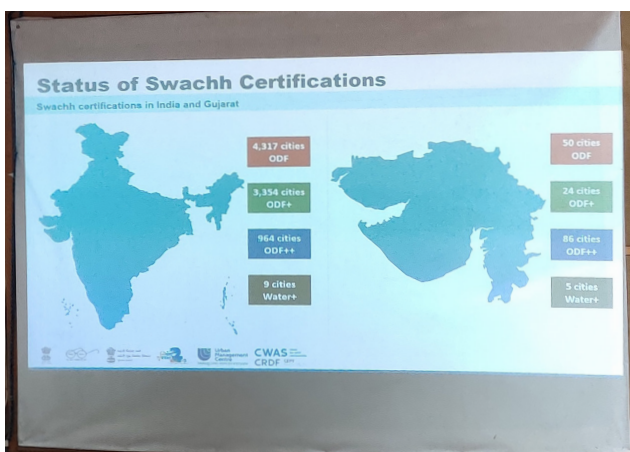 Status of Swachh Certifications
Swachh certifications in India and Gujarat
4,317 cities
ODF
3,354 cities
ODF+
964 cities
ODF++
9 cities
Water+
50 cities
ODF
24 cities
ODF+
86 cities
ODF++
5 cities
Water+
Urban
Management
Centre
CWAS
CRDF